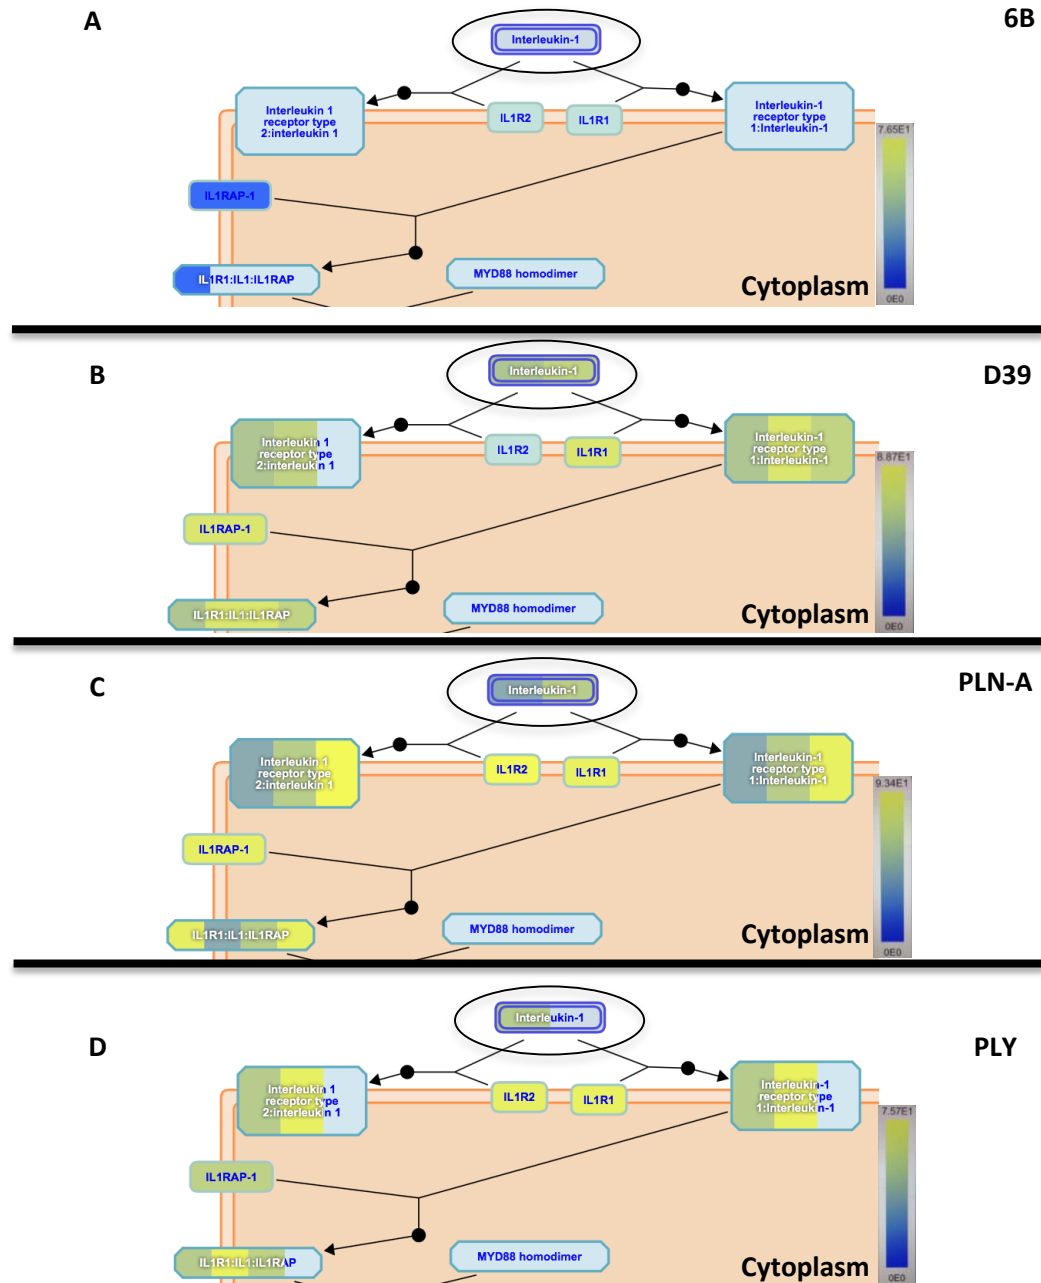 A
6B
Interleukin-1
Interleukin 1
receptor type
2:interleukin 1
IL1R2
IL1R1
Interleukin-1
receptor type
1:Interleukin-1
7.65E1
IL1RAP-1
IL1R1:IL1:IL1RAP
MYD88 homodimer
Cytoplasm
0E0
B
D39
Interleukin-1
Interleukin 1
receptor type
2:interleukin 1
IL1R2
IL1R1
Interleukin-1
receptor type
1:Interleukin-1
8.87E1
IL1RAP-1
IL1R1:IL1:IL1RAP
MYD88 homodimer
Cytoplasm
0E0
C
PLN-A
Interleukin-1
Interleukin 1
receptor type
2:interleukin 1
IL1R2
IL1R1
Interleukin-1
receptor type
1:Interleukin-1
9.34E1
IL1RAP-1
IL1R1:IL1:IL1RAP
MYD88 homodimer
Cytoplasm
0E0
D
PLY
Interleukin-1
Interleukin 1
receptor type
2:interleukin 1
IL1R2
IL1R1
Interleukin-1
receptor type
1:Interleukin-1
7.57E1
IL1RAP-1
IL1R1:IL1:IL1RAP
MYD88 homodimer
Cytoplasm
0E0